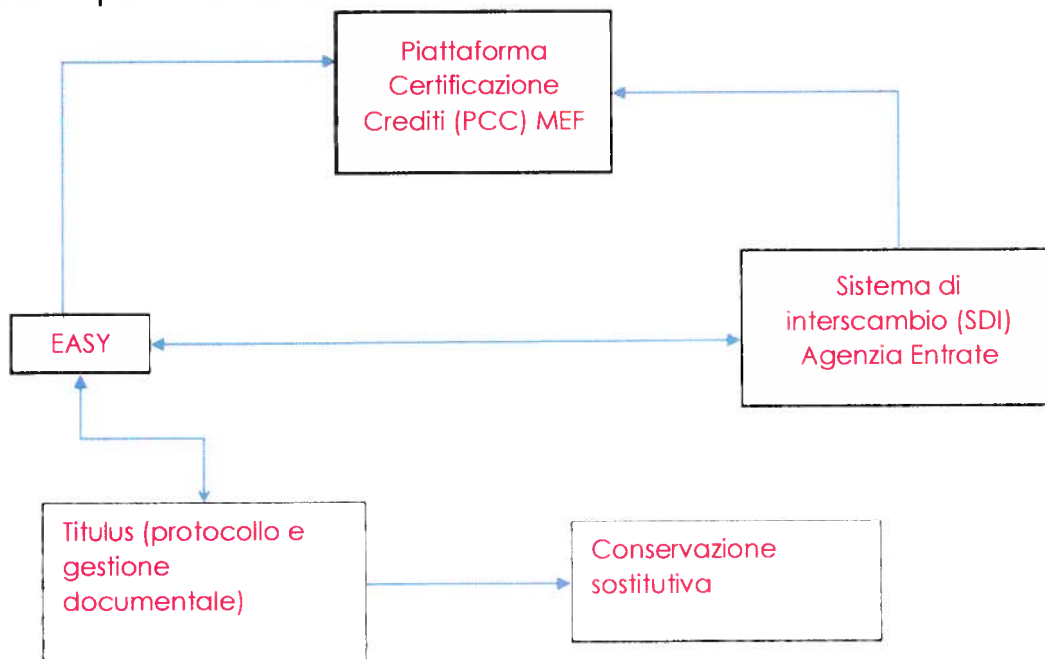 Piattaforma
Certificazione
Crediti (PCC) MEF
Sistema di
interscambio (SDI)
Agenzia Entrate
EASY
Titulus (protocollo e
gestione
documentale)
Conservazione
sostitutiva